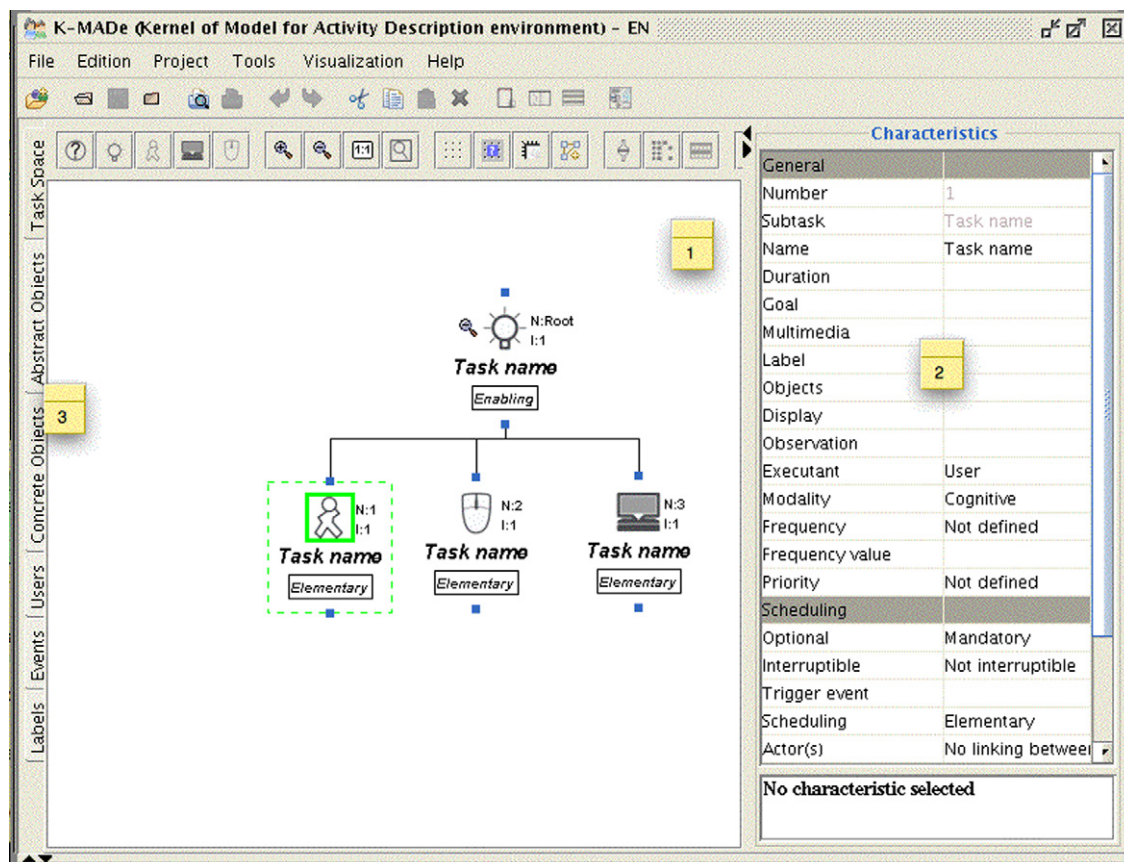 K-MADe (Kernel of Model for Activity Description environment) - EN
File Edition Project Tools Visualization Help
1:1
Task Space
Abstract Objects
Concrete Objects
Users
Events
Labels
1
2
3
N:Root
I:1
Task name
Enabling
N:1
I:1
Task name
Elementary
N:2
I:1
Task name
Elementary
N:3
I:1
Task name
Elementary
Characteristics
General
Number 1
Subtask Task name
Name Task name
Duration
Goal
Multimedia
Label
Objects
Display
Observation
Executant User
Modality Cognitive
Frequency Not defined
Frequency value
Priority Not defined
Scheduling
Optional Mandatory
Interruptible Not interruptible
Trigger event
Scheduling Elementary
Actor(s) No linking between
No characteristic selected